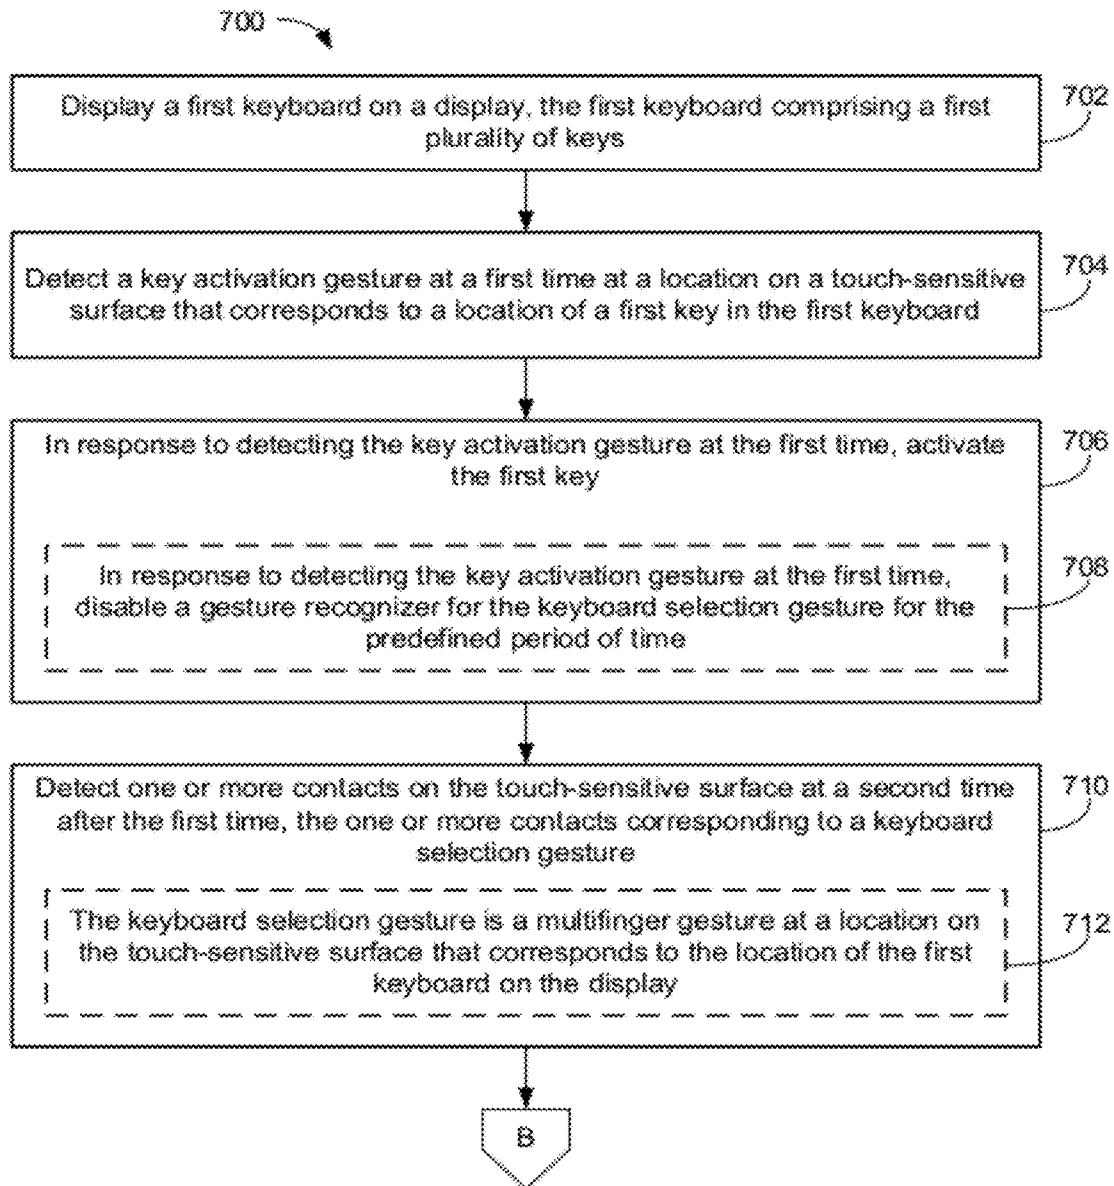 700
Display a first keyboard on a display, the first keyboard comprising a first
plurality of keys
702
Detect a key activation gesture at a first time at a location on a touch-sensitive
surface that corresponds to a location of a first key in the first keyboard
704
In response to detecting the key activation gesture at the first time, activate
the first key
706
In response to detecting the key activation gesture at the first time,
disable a gesture recognizer for the keyboard selection gesture for the
predefined period of time
708
Detect one or more contacts on the touch-sensitive surface at a second time
after the first time, the one or more contacts corresponding to a keyboard
selection gesture
710
The keyboard selection gesture is a multifinger gesture at a location on
the touch-sensitive surface that corresponds to the location of the first
keyboard on the display
712
B